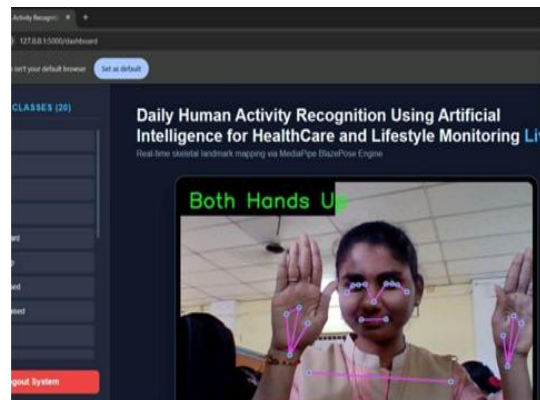 Activity Recogni
127.0.0.1:5000/dashboard
isn't your default browser
Set as default
CLASSES (20)
Daily Human Activity Recognition Using Artificial
Intelligence for HealthCare and Lifestyle Monitoring Li
Real-time skeletal landmark mapping via MediaPipe BlazePose Engine
Both Hands Up
System